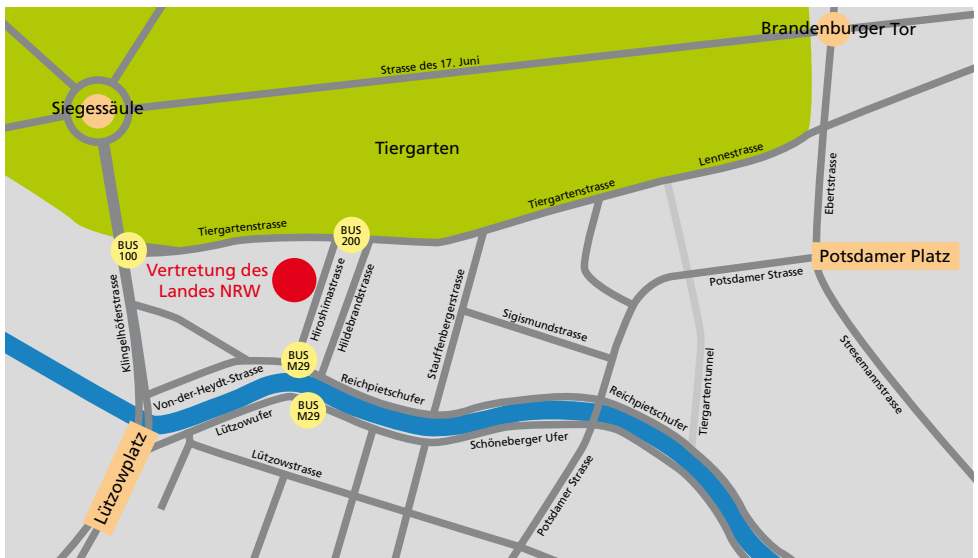 Brandenburger Tor
Strasse des 17. Juni
Siegessäule
Tiergarten
Lennestrasse
Tiergartenstrasse
Ebertstrasse
Tiergartenstrasse
BUS
200
BUS
100
Vertretung des
Landes NRW
Potsdamer Platz
Potsdamer Strasse
Hiroshimastrasse
Hildebrandstrasse
Stauffenbergerstrasse
Sigismundstrasse
Klingelhöferstrasse
Stresemannstrasse
Tiergartentunnel
BUS
M29
Von-der-Heydt-Strasse
Reichpietschufer
Reichpietschufer
BUS
M29
Lützowufer
Schöneberger Ufer
Lützowstrasse
Lützowplatz
Potsdamer Strasse